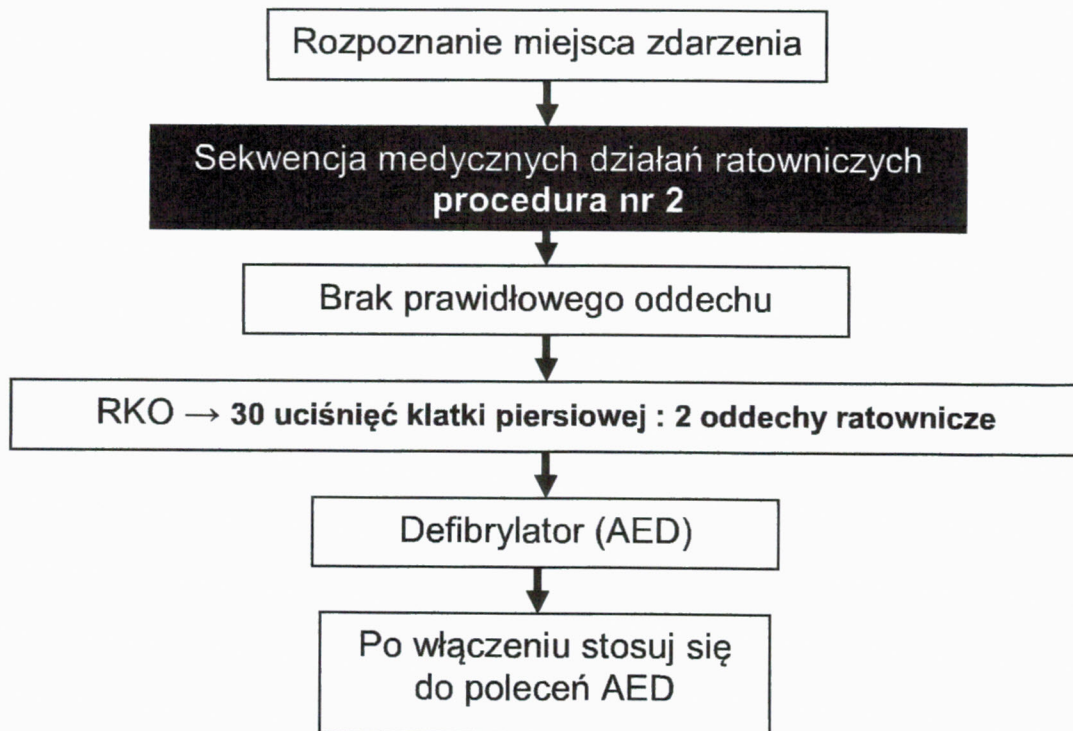 Rozpoznanie miejsca zdarzenia
Sekwencja medycznych działań ratowniczych
procedura nr 2
Brak prawidłowego oddechu
RKO → 30 uciśnięć klatki piersiowej : 2 oddechy ratownicze
Defibrylator (AED)
Po włączeniu stosuj się
do poleceń AED